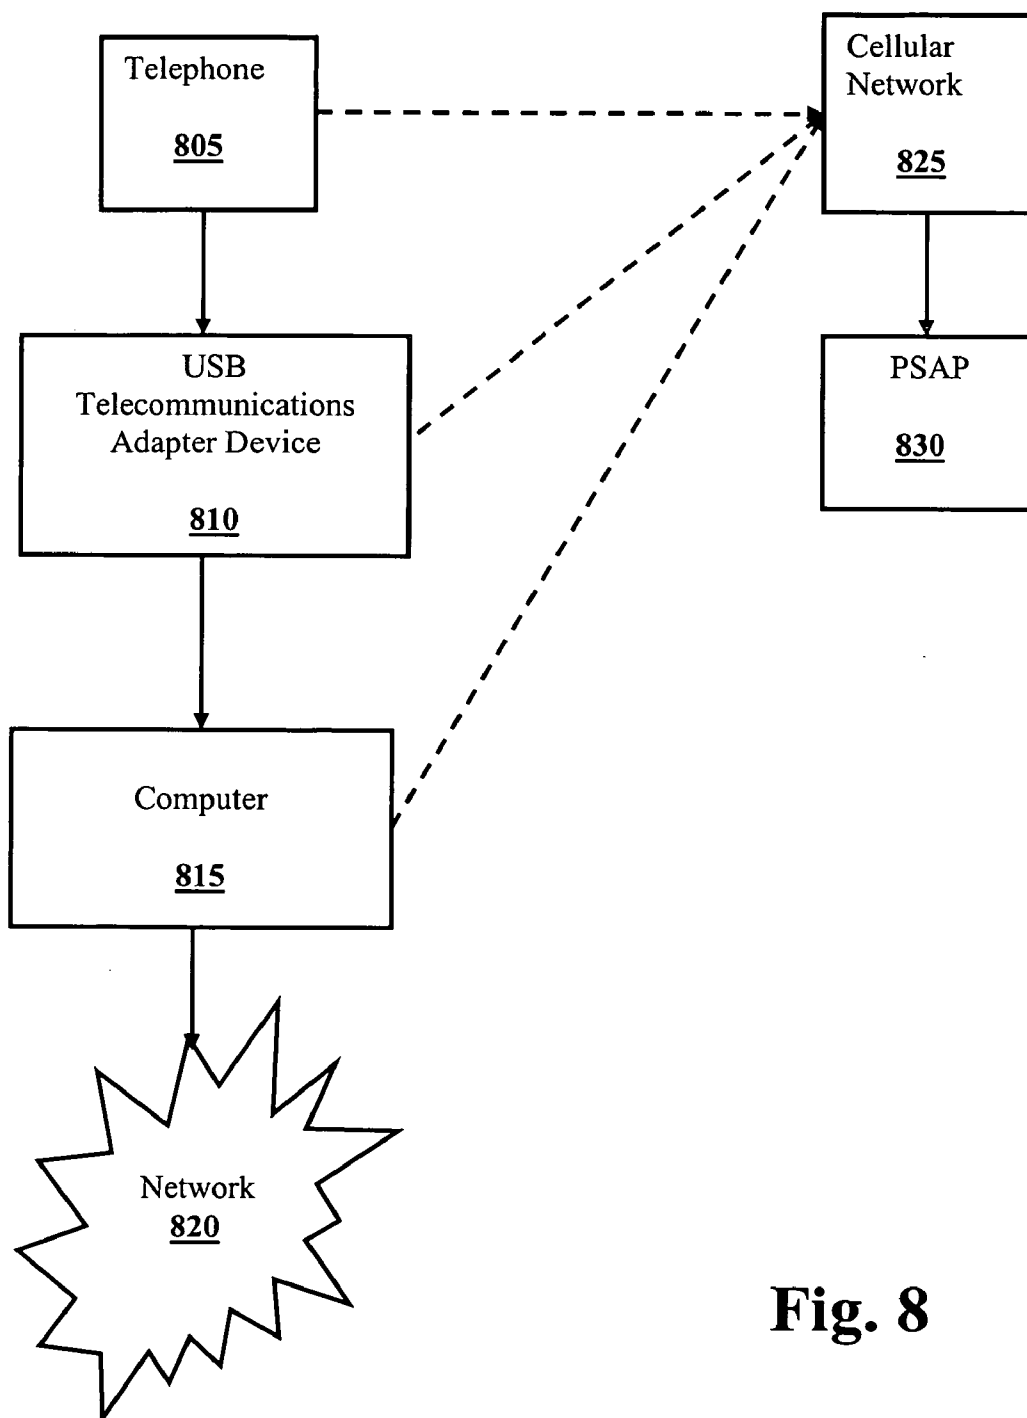 Telephone
805
Cellular
Network
825
USB
Telecommunications
Adapter Device
810
PSAP
830
Computer
815
Network
820
Fig. 8